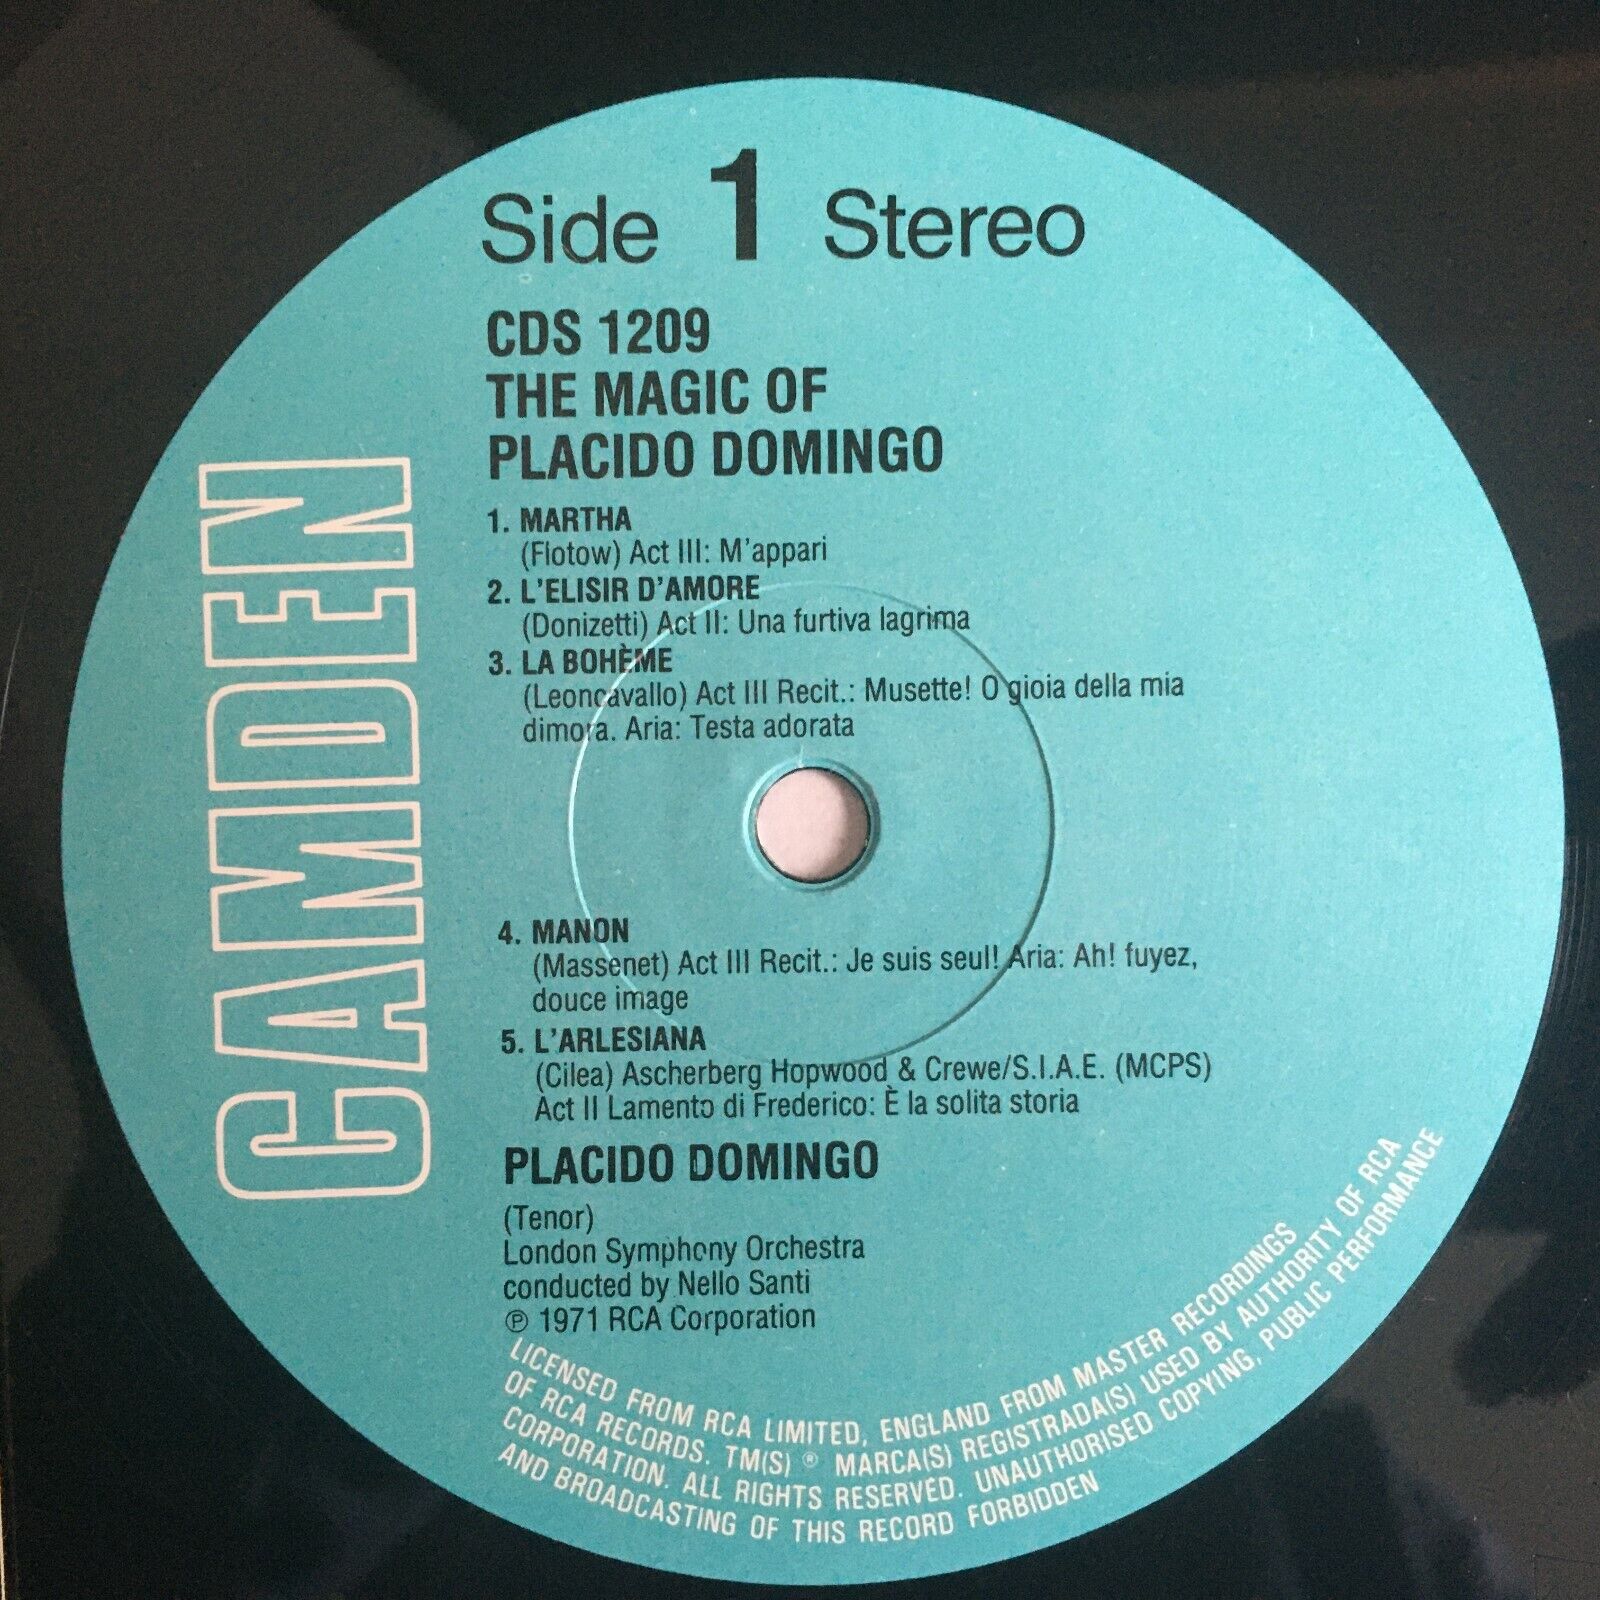 Side 1 Stereo
CDS 1209
THE MAGIC OF
PLACIDO DOMINGO
1. MARTHA
(Flotow) Act III: M'appari
2. L'ELISIR D'AMORE
(Donizetti) Act II: Una furtiva lagrima
3. LA BOHÈME
(Leoncavallo) Act III Recit.: Musette! O gioia della mia
dimora. Aria: Testa adorata
4. MANON
(Massenet) Act III Recit.: Je suis seul! Aria: Ah! fuyez,
douce image
5. L'ARLESIANA
(Cilea) Ascherberg Hopwood & Crewe/S.I.A.E. (MCPS)
Act II Lamento di Frederico: È la solita storia
PLACIDO DOMINGO
(Tenor)
London Symphony Orchestra
conducted by Nello Santi
℗ 1971 RCA Corporation
CAMDEN
LICENSED FROM RCA LIMITED, ENGLAND FROM MASTER RECORDINGS
OF RCA RECORDS. TM(S) ® MARCA(S) REGISTRADA(S) USED BY AUTHORITY OF RCA
CORPORATION. ALL RIGHTS RESERVED. UNAUTHORISED COPYING, PUBLIC PERFORMANCE
AND BROADCASTING OF THIS RECORD FORBIDDEN